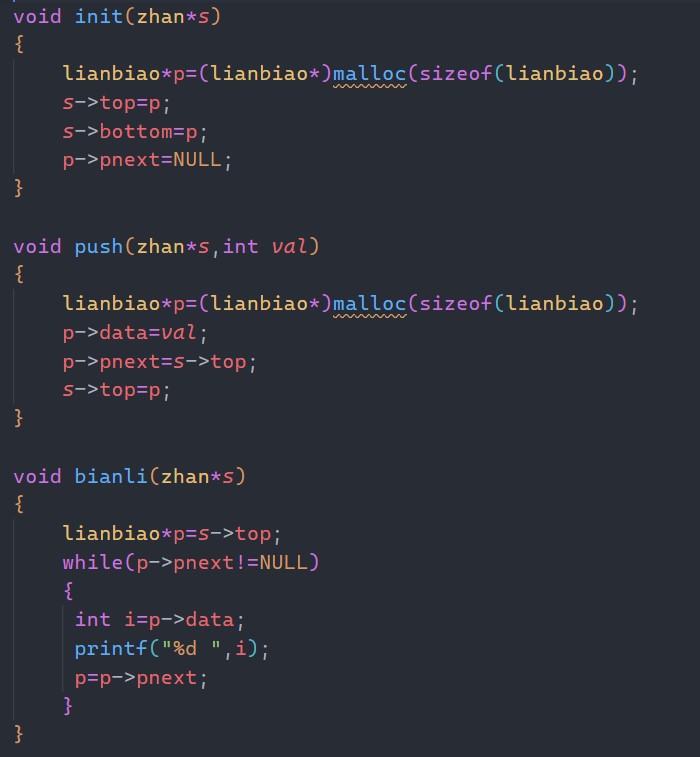 void init(zhan*s)
{
    lianbiao*p=(lianbiao*)malloc(sizeof(lianbiao));
    s->top=p;
    s->bottom=p;
    p->pnext=NULL;
}

void push(zhan*s,int val)
{
    lianbiao*p=(lianbiao*)malloc(sizeof(lianbiao));
    p->data=val;
    p->pnext=s->top;
    s->top=p;
}

void bianli(zhan*s)
{
    lianbiao*p=s->top;
    while(p->pnext!=NULL)
    {
     int i=p->data;
     printf("%d ",i);
     p=p->pnext;
    }
}